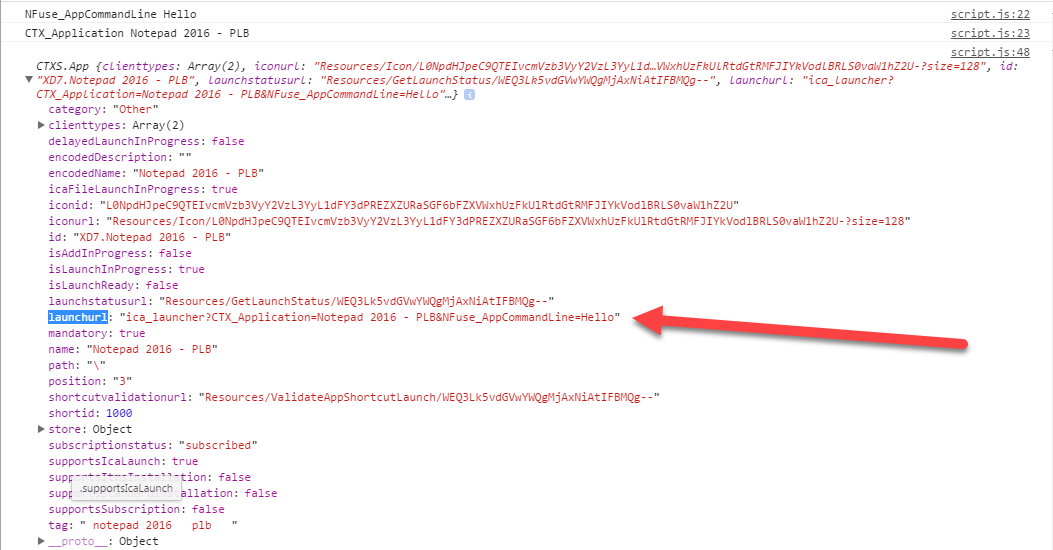 NFuse_AppCommandLine Hello script.js:22
CTX_Application Notepad 2016 - PLB script.js:23
script.js:48
CTXS.App {clienttypes: Array(2), iconurl: "Resources/Icon/L0NpdHJpeC9QTEIvcmVzb3VyY2VzL3YyL1d…VWxhUzFkUlRtdGtRMFJIYkVodlBRLS0vaW1hZ2U-?size=128", id:
"XD7.Notepad 2016 - PLB", launchstatusurl: "Resources/GetLaunchStatus/WEQ3Lk5vdGVwYWQgMjAxNiAtIFBMQg--", launchurl: "ica_launcher?
CTX_Application=Notepad 2016 - PLB&NFuse_AppCommandLine=Hello"…} i
category: "Other"
clienttypes: Array(2)
delayedLaunchInProgress: false
encodedDescription: ""
encodedName: "Notepad 2016 - PLB"
icaFileLaunchInProgress: true
iconid: "L0NpdHJpeC9QTEIvcmVzb3VyY2VzL3YyL1dFY3dPREZXZURaSGF6bFZXVWxhUzFkUlRtdGtRMFJIYkVodlBRLS0vaW1hZ2U"
iconurl: "Resources/Icon/L0NpdHJpeC9QTEIvcmVzb3VyY2VzL3YyL1dFY3dPREZXZURaSGF6bFZXVWxhUzFkUlRtdGtRMFJIYkVodlBRLS0vaW1hZ2U-?size=128"
id: "XD7.Notepad 2016 - PLB"
isAddInProgress: false
isLaunchInProgress: true
isLaunchReady: false
launchstatusurl: "Resources/GetLaunchStatus/WEQ3Lk5vdGVwYWQgMjAxNiAtIFBMQg--"
launchurl: "ica_launcher?CTX_Application=Notepad 2016 - PLB&NFuse_AppCommandLine=Hello"
mandatory: true
name: "Notepad 2016 - PLB"
path: "\"
position: "3"
shortcutvalidationurl: "Resources/ValidateAppShortcutLaunch/WEQ3Lk5vdGVwYWQgMjAxNiAtIFBMQg--"
shortid: 1000
store: Object
subscriptionstatus: "subscribed"
supportsIcaLaunch: true
false
.supportsIcaLaunch
false
supportsSubscription: false
tag: " notepad 2016   plb   "
__proto__: Object